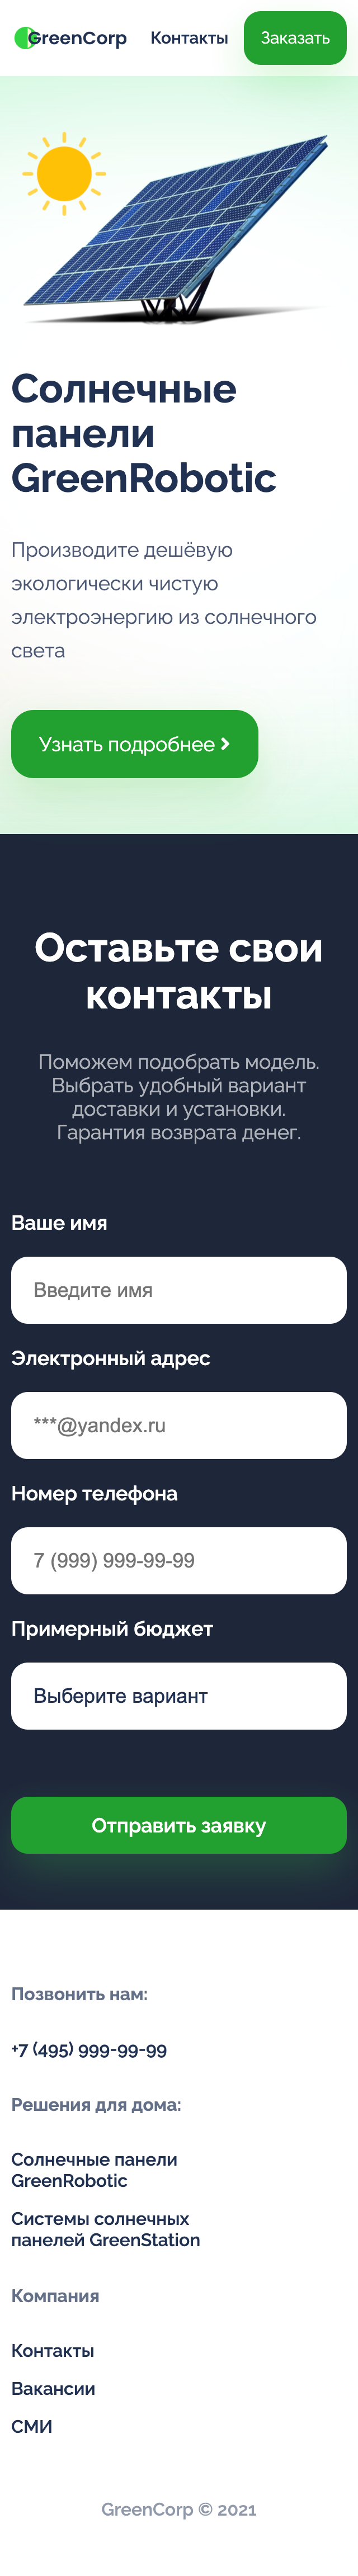 GreenCorp
Контакты
Заказать
Солнечные
панели
GreenRobotic
Производите дешёвую
экологически чистую
электроэнергию из солнечного
света
Узнать подробнее
Оставьте свои
контакты
Поможем подобрать модель.
Выбрать удобный вариант
доставки и установки.
Гарантия возврата денег.
Ваше имя
Введите имя
Электронный адрес
***@yandex.ru
Номер телефона
7 (999) 999-99-99
Примерный бюджет
Выберите вариант
Отправить заявку
Позвонить нам:
+7 (495) 999-99-99
Решения для дома:
Солнечные панели
GreenRobotic
Системы солнечных
панелей GreenStation
Компания
Контакты
Вакансии
СМИ
GreenCorp © 2021